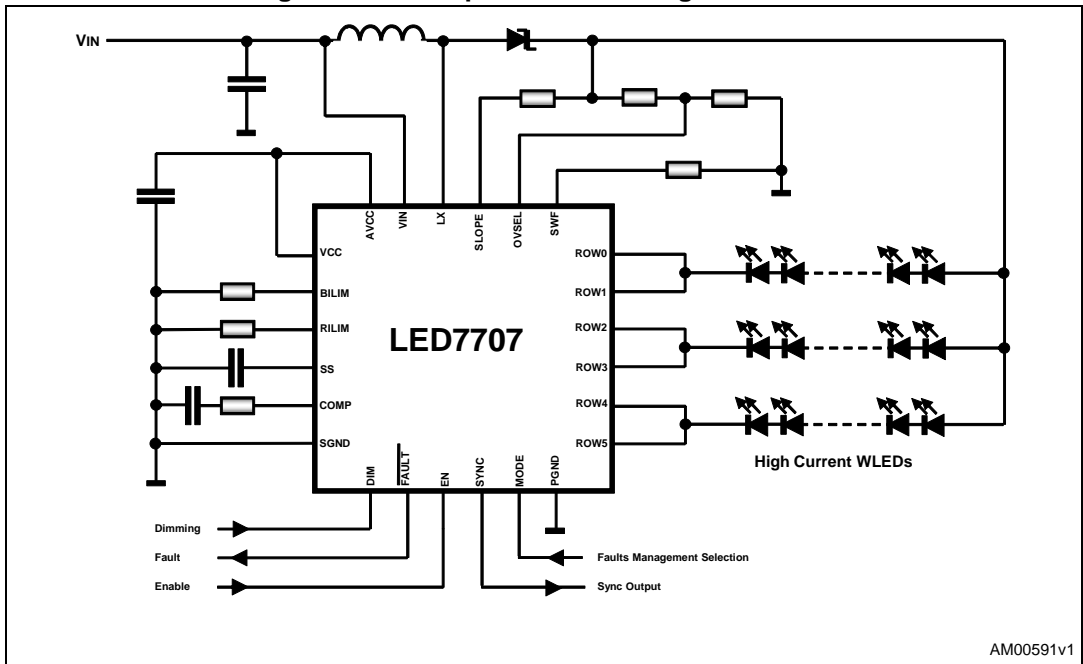 VIN
AVCC
VIN
LX
SLOPE
OVSEL
SWF
VCC
BILIM
RILIM
SS
COMP
SGND
LED7707
ROW0
ROW1
ROW2
ROW3
ROW4
ROW5
High Current WLEDs
DIM
FAULT
EN
SYNC
MODE
PGND
Dimming
Fault
Enable
Faults Management Selection
Sync Output
AM00591v1